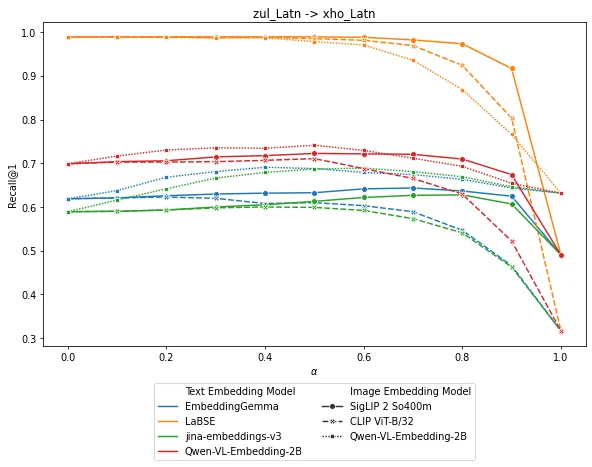 zul_Latn -> xho_Latn
Recall@1
1.0
0.9
0.8
0.7
0.6
0.5
0.4
0.3
0.0 0.2 0.4 0.6 0.8 1.0
α
Text Embedding Model
EmbeddingGemma
LaBSE
jina-embeddings-v3
Qwen-VL-Embedding-2B
Image Embedding Model
SigLIP 2 So400m
CLIP ViT-B/32
Qwen-VL-Embedding-2B